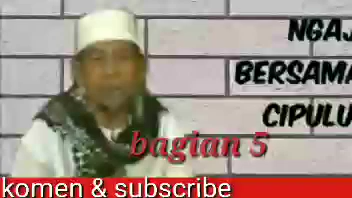 NGAJ
BERSAMA
CIPULU
bagian 5
komen & subscribe